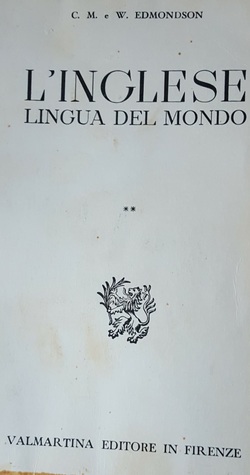 C. M. e W. EDMONDSON
L'INGLESE
LINGUA DEL MONDO
**
VALMARTINA EDITORE IN FIRENZE